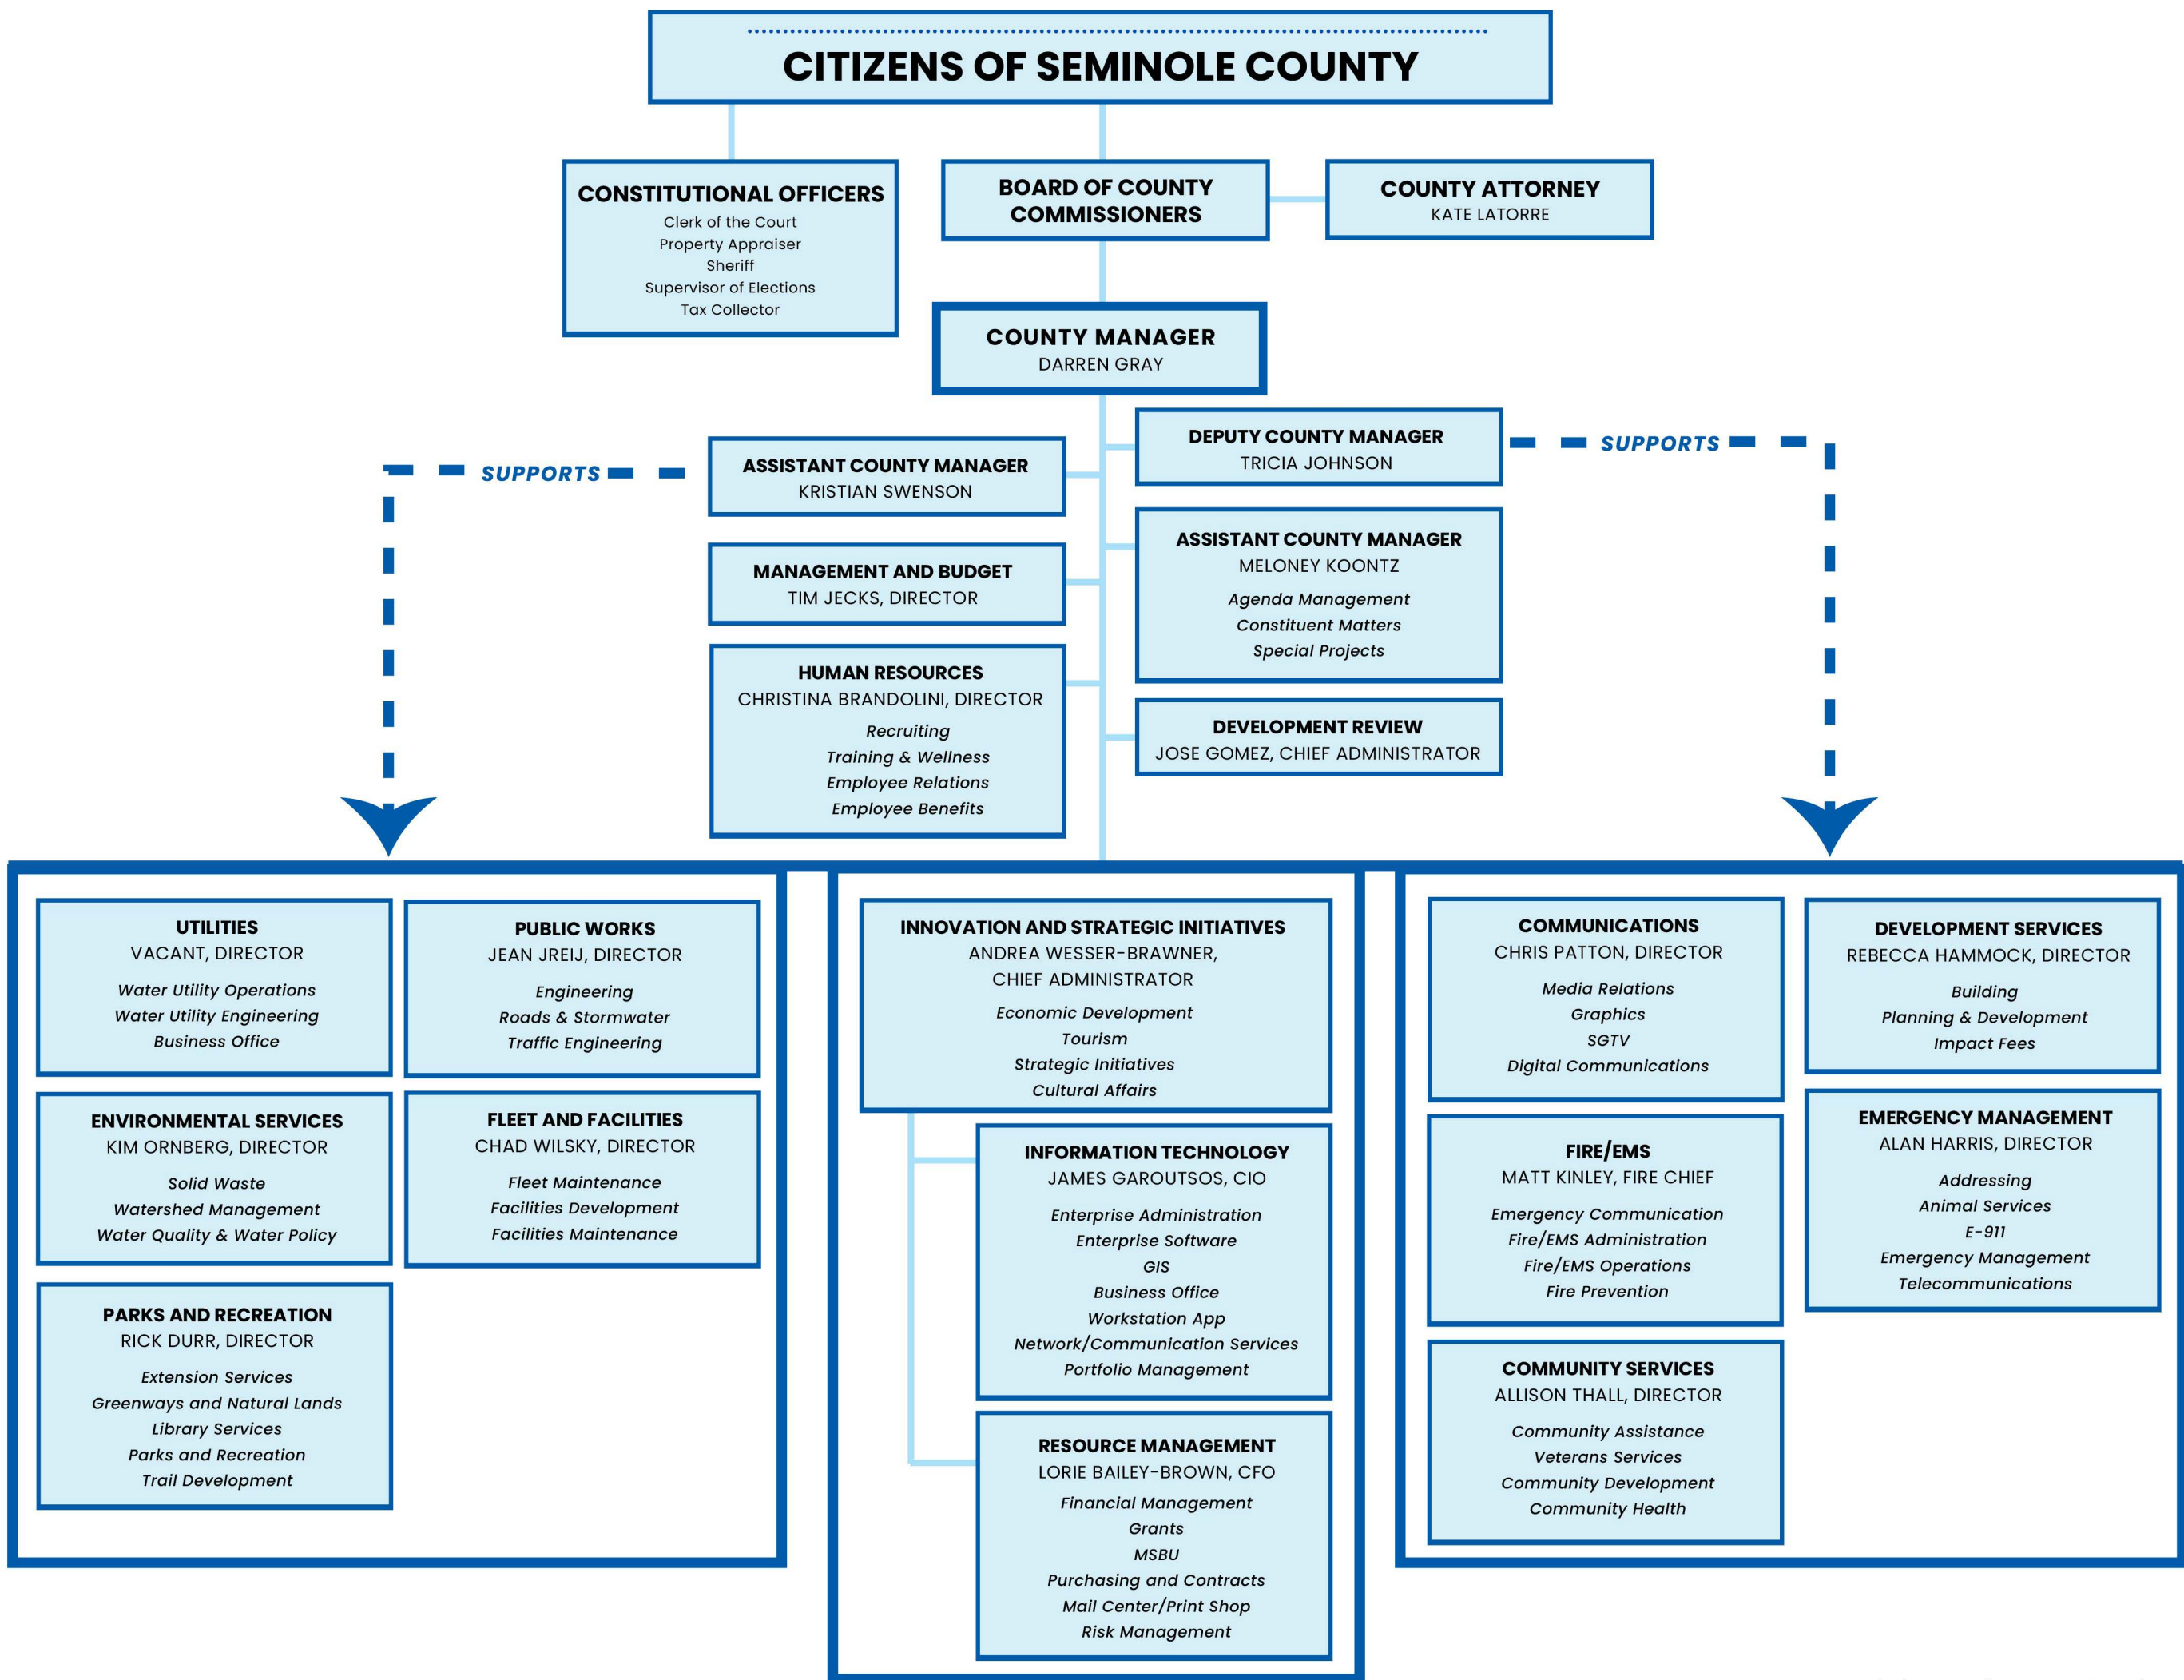 CITIZENS OF SEMINOLE COUNTY
CONSTITUTIONAL OFFICERS
Clerk of the Court
Property Appraiser
Sheriff
Supervisor of Elections
Tax Collector
BOARD OF COUNTY
COMMISSIONERS
COUNTY ATTORNEY
KATE LATORRE
COUNTY MANAGER
DARREN GRAY
SUPPORTS
ASSISTANT COUNTY MANAGER
KRISTIAN SWENSON
DEPUTY COUNTY MANAGER
TRICIA JOHNSON
SUPPORTS
MANAGEMENT AND BUDGET
TIM JECKS, DIRECTOR
ASSISTANT COUNTY MANAGER
MELONEY KOONTZ
Agenda Management
Constituent Matters
Special Projects
HUMAN RESOURCES
CHRISTINA BRANDOLINI, DIRECTOR
Recruiting
Training & Wellness
Employee Relations
Employee Benefits
DEVELOPMENT REVIEW
JOSE GOMEZ, CHIEF ADMINISTRATOR
UTILITIES
VACANT, DIRECTOR
Water Utility Operations
Water Utility Engineering
Business Office
PUBLIC WORKS
JEAN JREIJ, DIRECTOR
Engineering
Roads & Stormwater
Traffic Engineering
ENVIRONMENTAL SERVICES
KIM ORNBERG, DIRECTOR
Solid Waste
Watershed Management
Water Quality & Water Policy
FLEET AND FACILITIES
CHAD WILSKY, DIRECTOR
Fleet Maintenance
Facilities Development
Facilities Maintenance
PARKS AND RECREATION
RICK DURR, DIRECTOR
Extension Services
Greenways and Natural Lands
Library Services
Parks and Recreation
Trail Development
INNOVATION AND STRATEGIC INITIATIVES
ANDREA WESSER-BRAWNER,
CHIEF ADMINISTRATOR
Economic Development
Tourism
Strategic Initiatives
Cultural Affairs
INFORMATION TECHNOLOGY
JAMES GAROUTSOS, CIO
Enterprise Administration
Enterprise Software
GIS
Business Office
Workstation App
Network/Communication Services
Portfolio Management
RESOURCE MANAGEMENT
LORIE BAILEY-BROWN, CFO
Financial Management
Grants
MSBU
Purchasing and Contracts
Mail Center/Print Shop
Risk Management
COMMUNICATIONS
CHRIS PATTON, DIRECTOR
Media Relations
Graphics
SGTV
Digital Communications
DEVELOPMENT SERVICES
REBECCA HAMMOCK, DIRECTOR
Building
Planning & Development
Impact Fees
FIRE/EMS
MATT KINLEY, FIRE CHIEF
Emergency Communication
Fire/EMS Administration
Fire/EMS Operations
Fire Prevention
EMERGENCY MANAGEMENT
ALAN HARRIS, DIRECTOR
Addressing
Animal Services
E-911
Emergency Management
Telecommunications
COMMUNITY SERVICES
ALLISON THALL, DIRECTOR
Community Assistance
Veterans Services
Community Development
Community Health